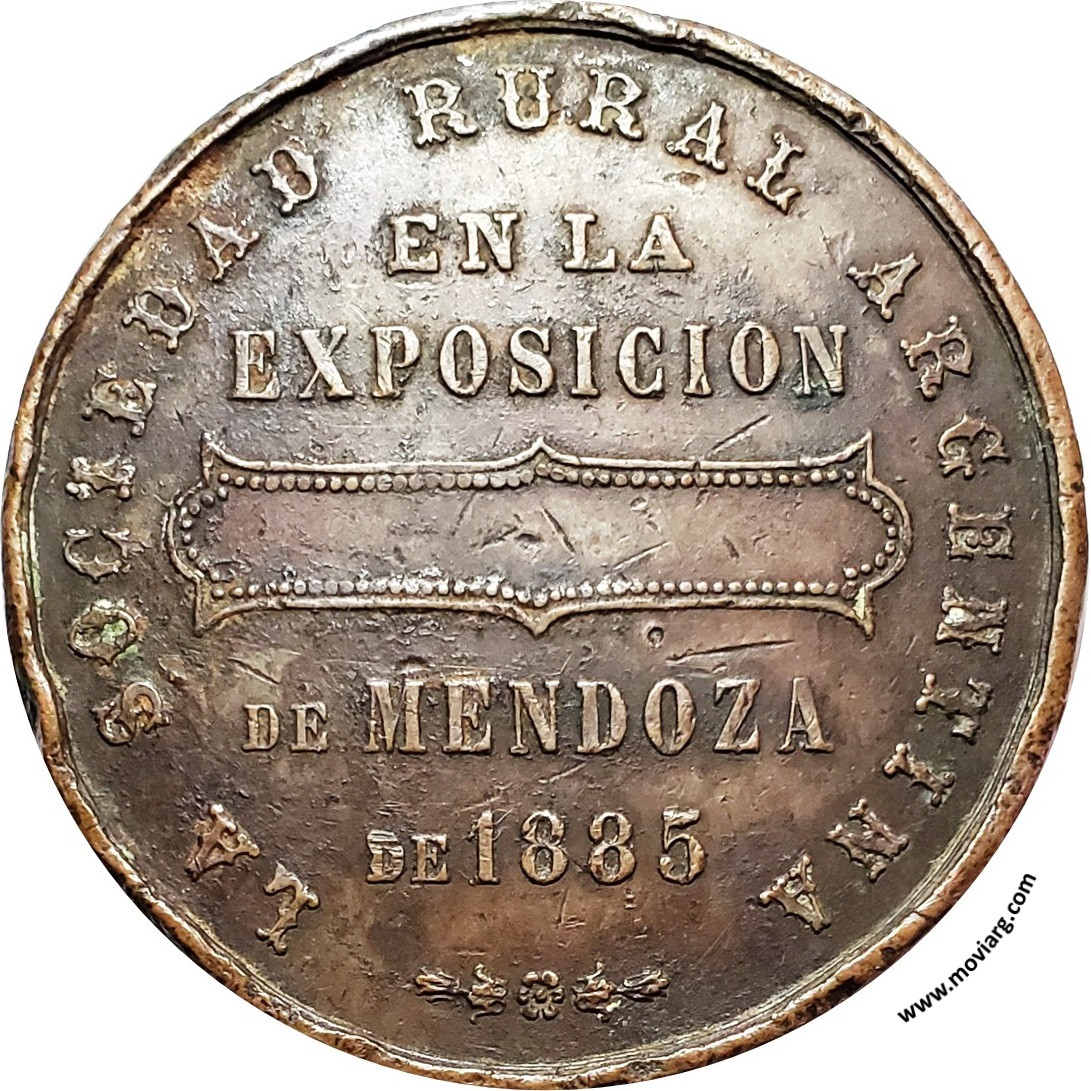 LA SOCIEDAD RURAL ARGENTINA
EN LA
EXPOSICION
DE MENDOZA
DE 1885
www.moviarg.com